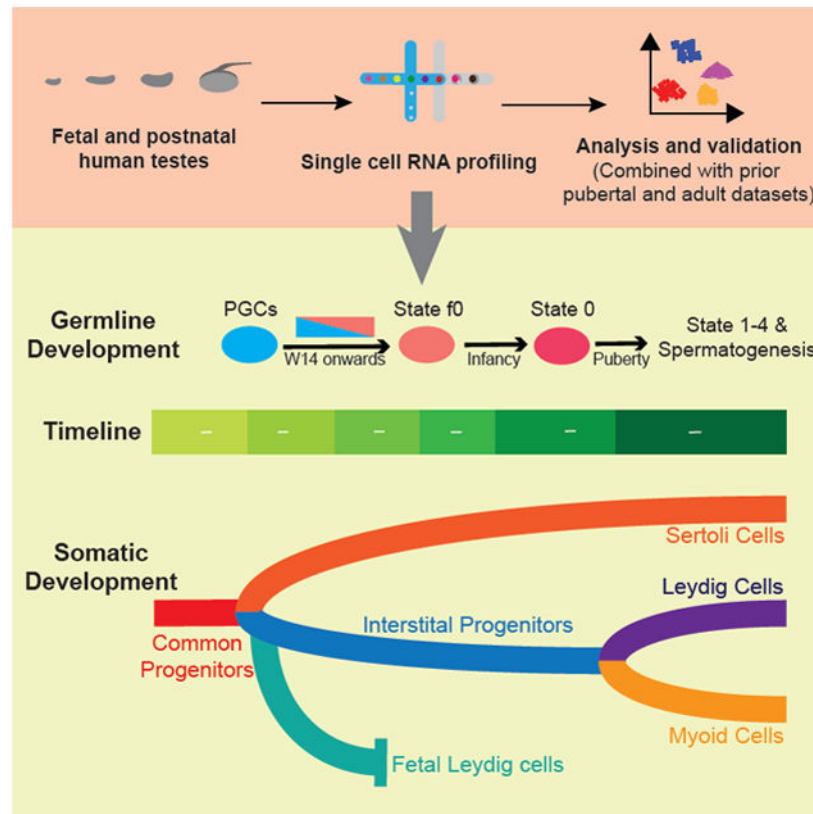 Fetal and postnatal
human testes
Single cell RNA profiling
Analysis and validation
(Combined with prior
pubertal and adult datasets)
Germline
Development
PGCs
W14 onwards
State f0
Infancy
State 0
Puberty
State 1-4 &
Spermatogenesis
Timeline
– – – – – –
Somatic
Development
Common
Progenitors
Sertoli Cells
Interstital Progenitors
Leydig Cells
Myoid Cells
Fetal Leydig cells